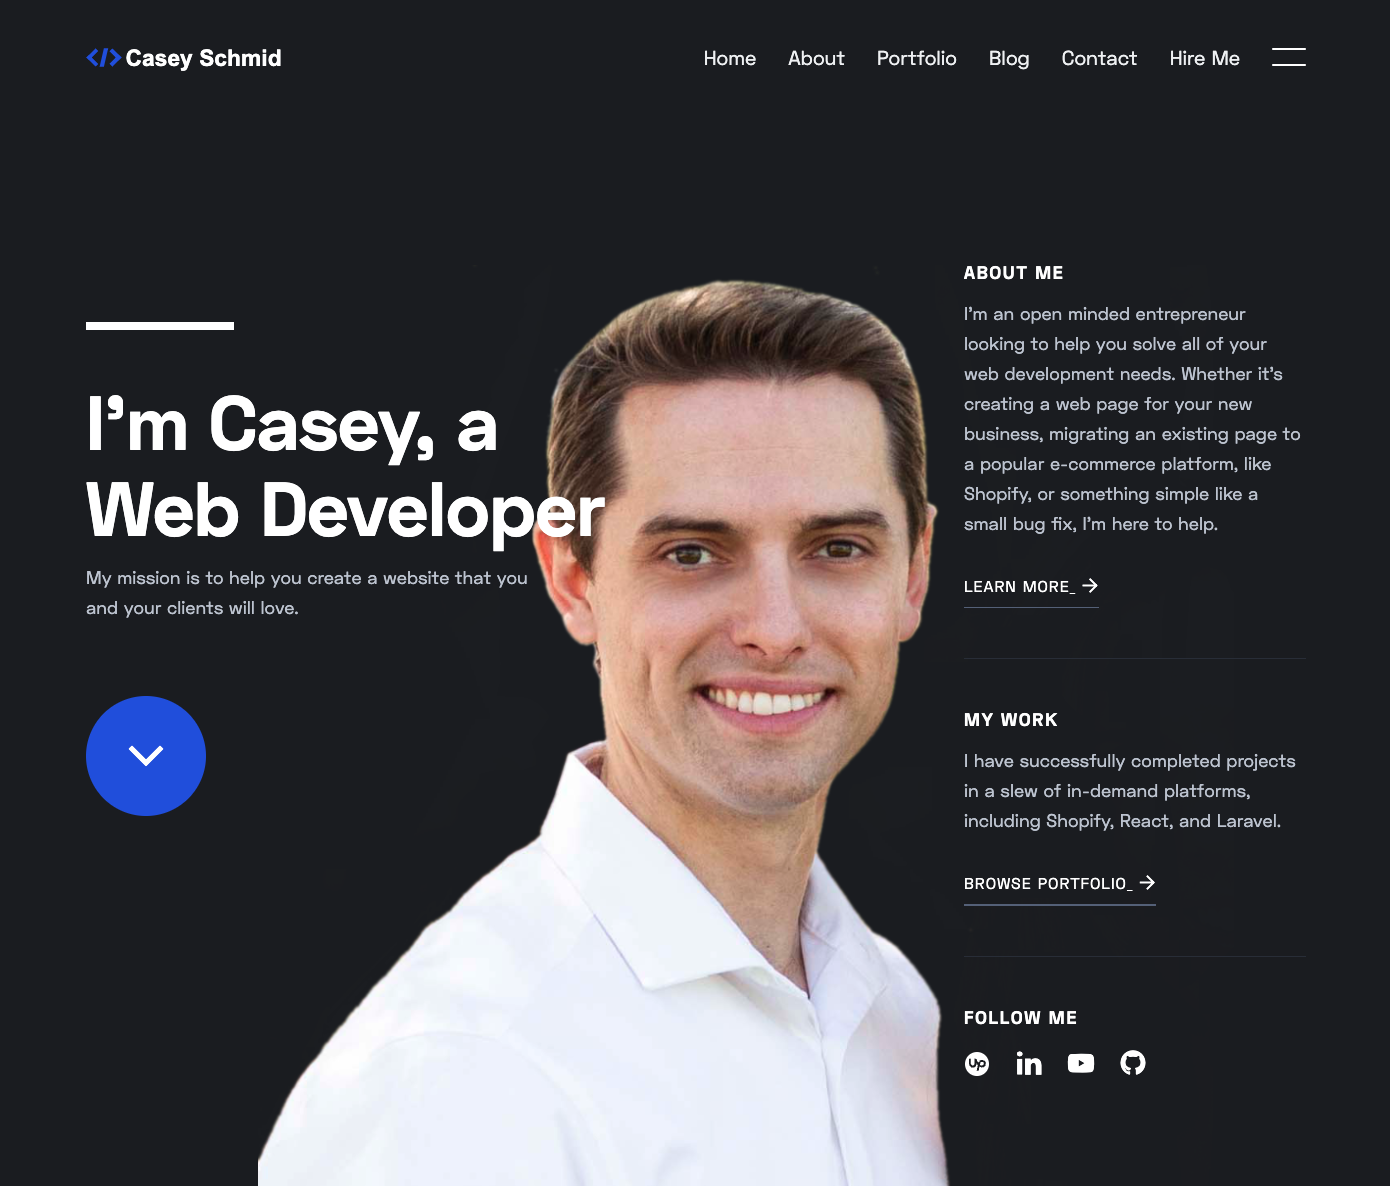 </> Casey Schmid
Home About Portfolio Blog Contact Hire Me
I’m Casey, a
Web Developer
My mission is to help you create a website that you
and your clients will love.
ABOUT ME
I’m an open minded entrepreneur
looking to help you solve all of your
web development needs. Whether it’s
creating a web page for your new
business, migrating an existing page to
a popular e-commerce platform, like
Shopify, or something simple like a
small bug fix, I’m here to help.
LEARN MORE_
MY WORK
I have successfully completed projects
in a slew of in-demand platforms,
including Shopify, React, and Laravel.
BROWSE PORTFOLIO_
FOLLOW ME
Up in